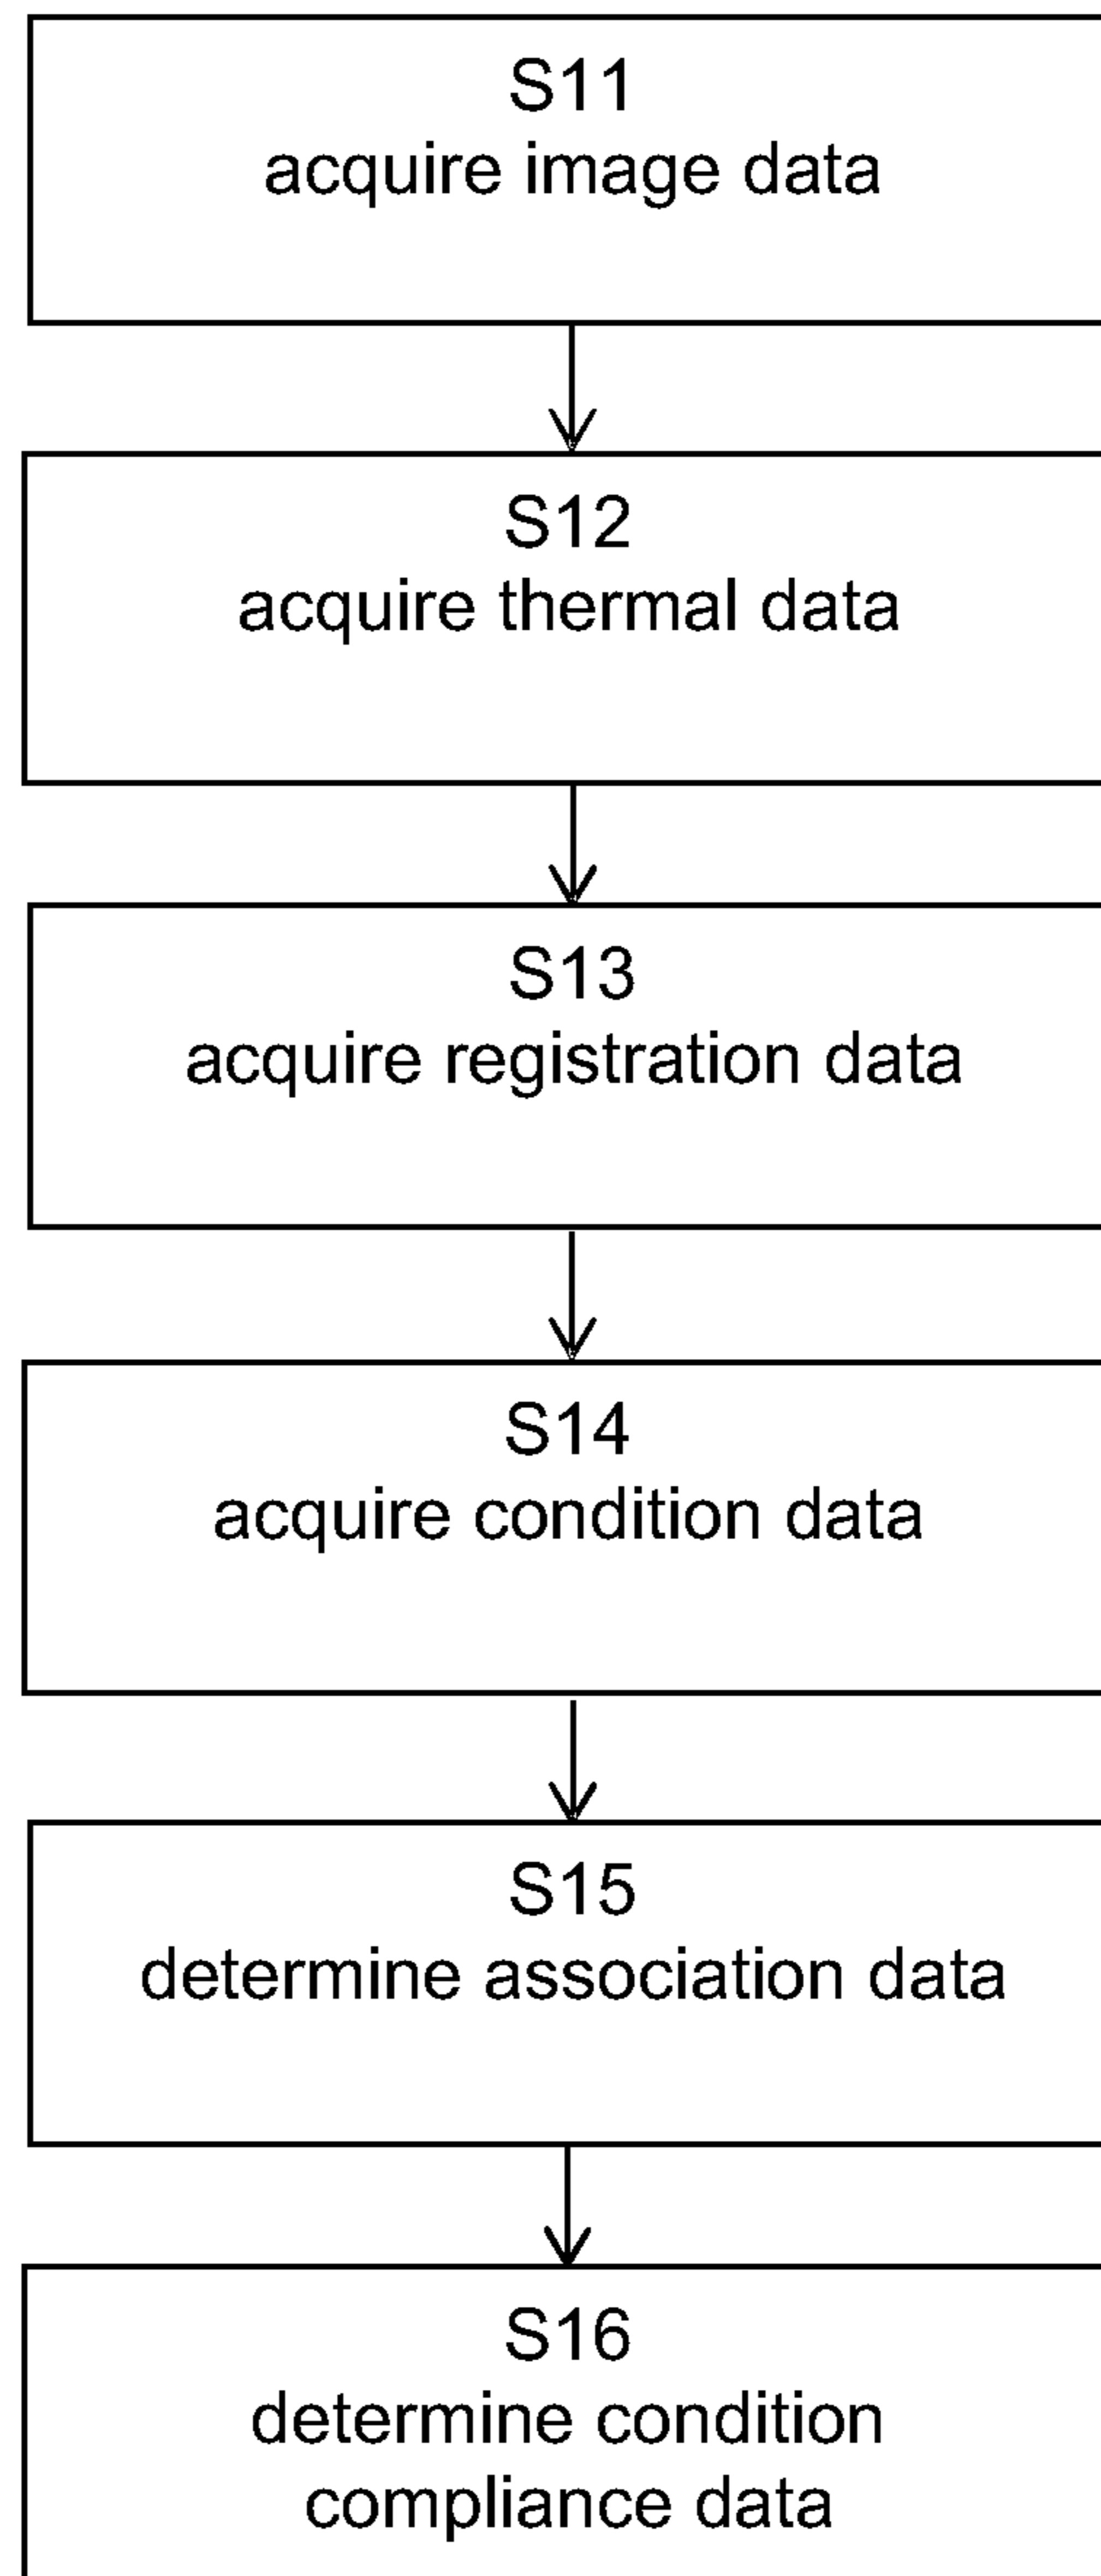 S11
acquire image data
S12
acquire thermal data
S13
acquire registration data
S14
acquire condition data
S15
determine association data
S16
determine condition
compliance data